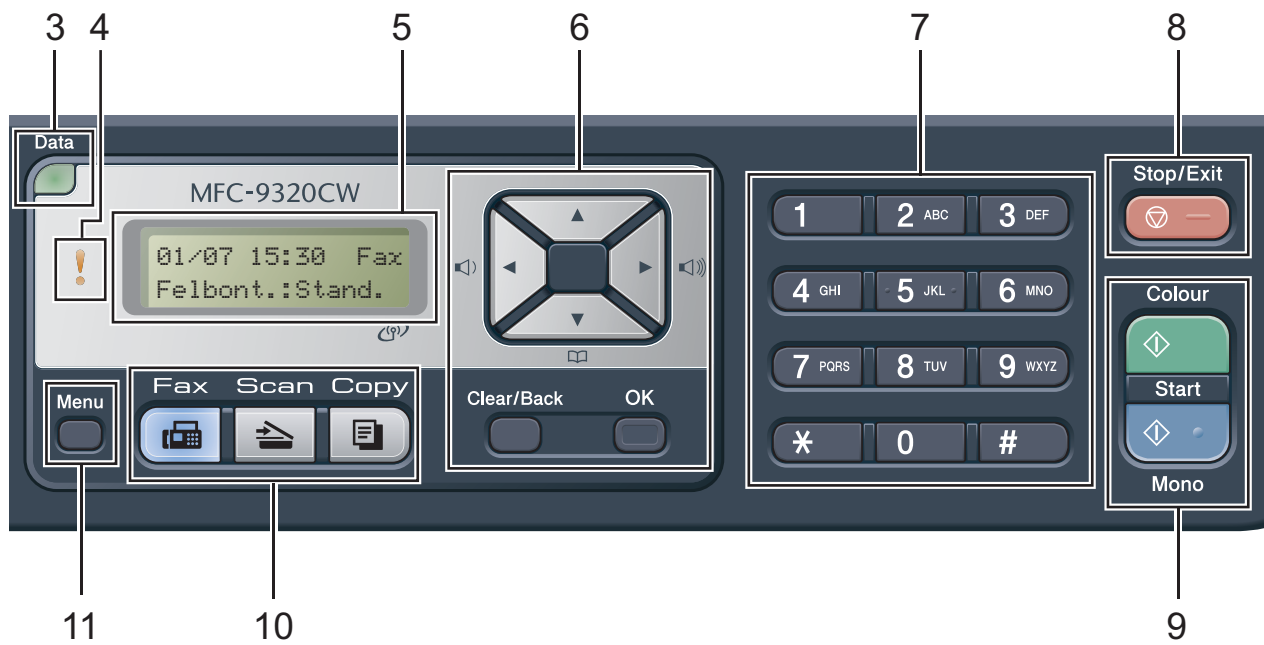 3 4 5 6 7 8
Data
MFC-9320CW
01/07 15:30 Fax
Felbont.:Stand.
Menu
Fax Scan Copy
Clear/Back OK
1 2 ABC 3 DEF
4 GHI 5 JKL 6 MNO
7 PQRS 8 TUV 9 WXYZ
* 0 #
Stop/Exit
Colour
Start
Mono
11 10 9